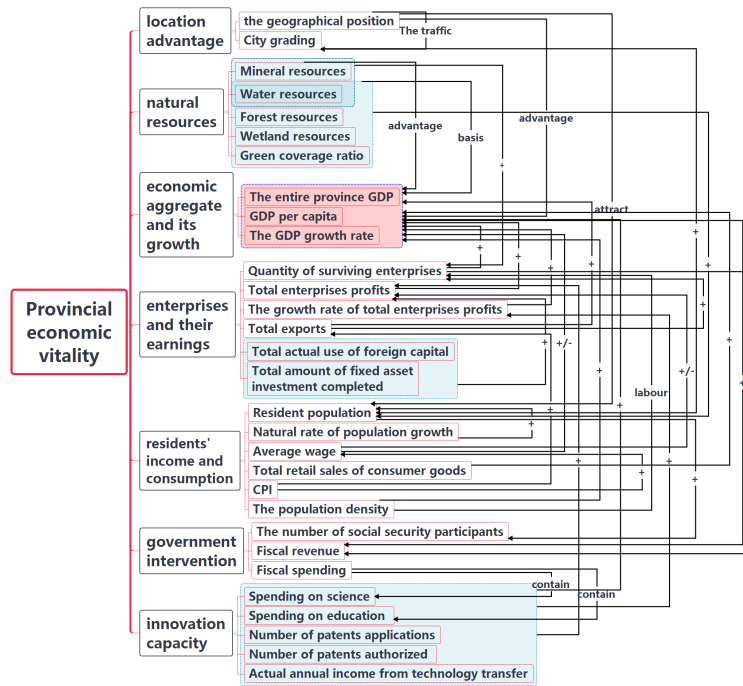 Provincial
economic
vitality
location
advantage
the geographical position
City grading
natural
resources
Mineral resources
Water resources
Forest resources
Wetland resources
Green coverage ratio
economic
aggregate
and its
growth
The entire province GDP
GDP per capita
The GDP growth rate
enterprises
and their
earnings
Quantity of surviving enterprises
Total enterprises profits
The growth rate of total enterprises profits
Total exports
Total actual use of foreign capital
Total amount of fixed asset
investment completed
residents'
income and
consumption
Resident population
Natural rate of population growth
Average wage
Total retail sales of consumer goods
CPI
The population density
government
intervention
The number of social security participants
Fiscal revenue
Fiscal spending
innovation
capacity
Spending on science
Spending on education
Number of patents applications
Number of patents authorized
Actual annual income from technology transfer
The traffic
advantage
advantage
basis
+
attract
+
+
+
+
+
+
+
+
+
+/-
+/-
+
+
+
labour
+
+
+
+
+
+
+
contain
contain